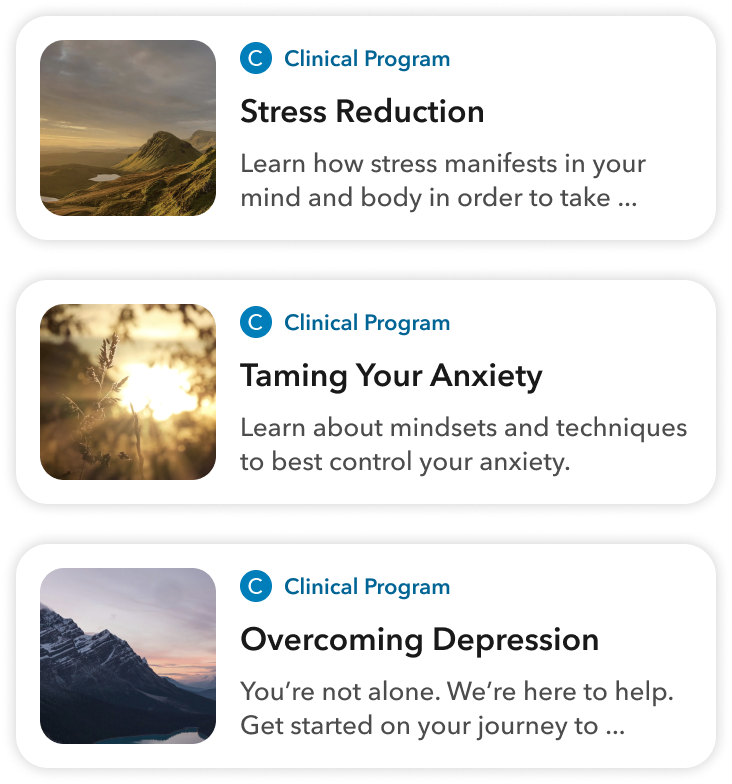 C Clinical Program
Stress Reduction
Learn how stress manifests in your
mind and body in order to take ...
C Clinical Program
Taming Your Anxiety
Learn about mindsets and techniques
to best control your anxiety.
C Clinical Program
Overcoming Depression
You’re not alone. We’re here to help.
Get started on your journey to ...